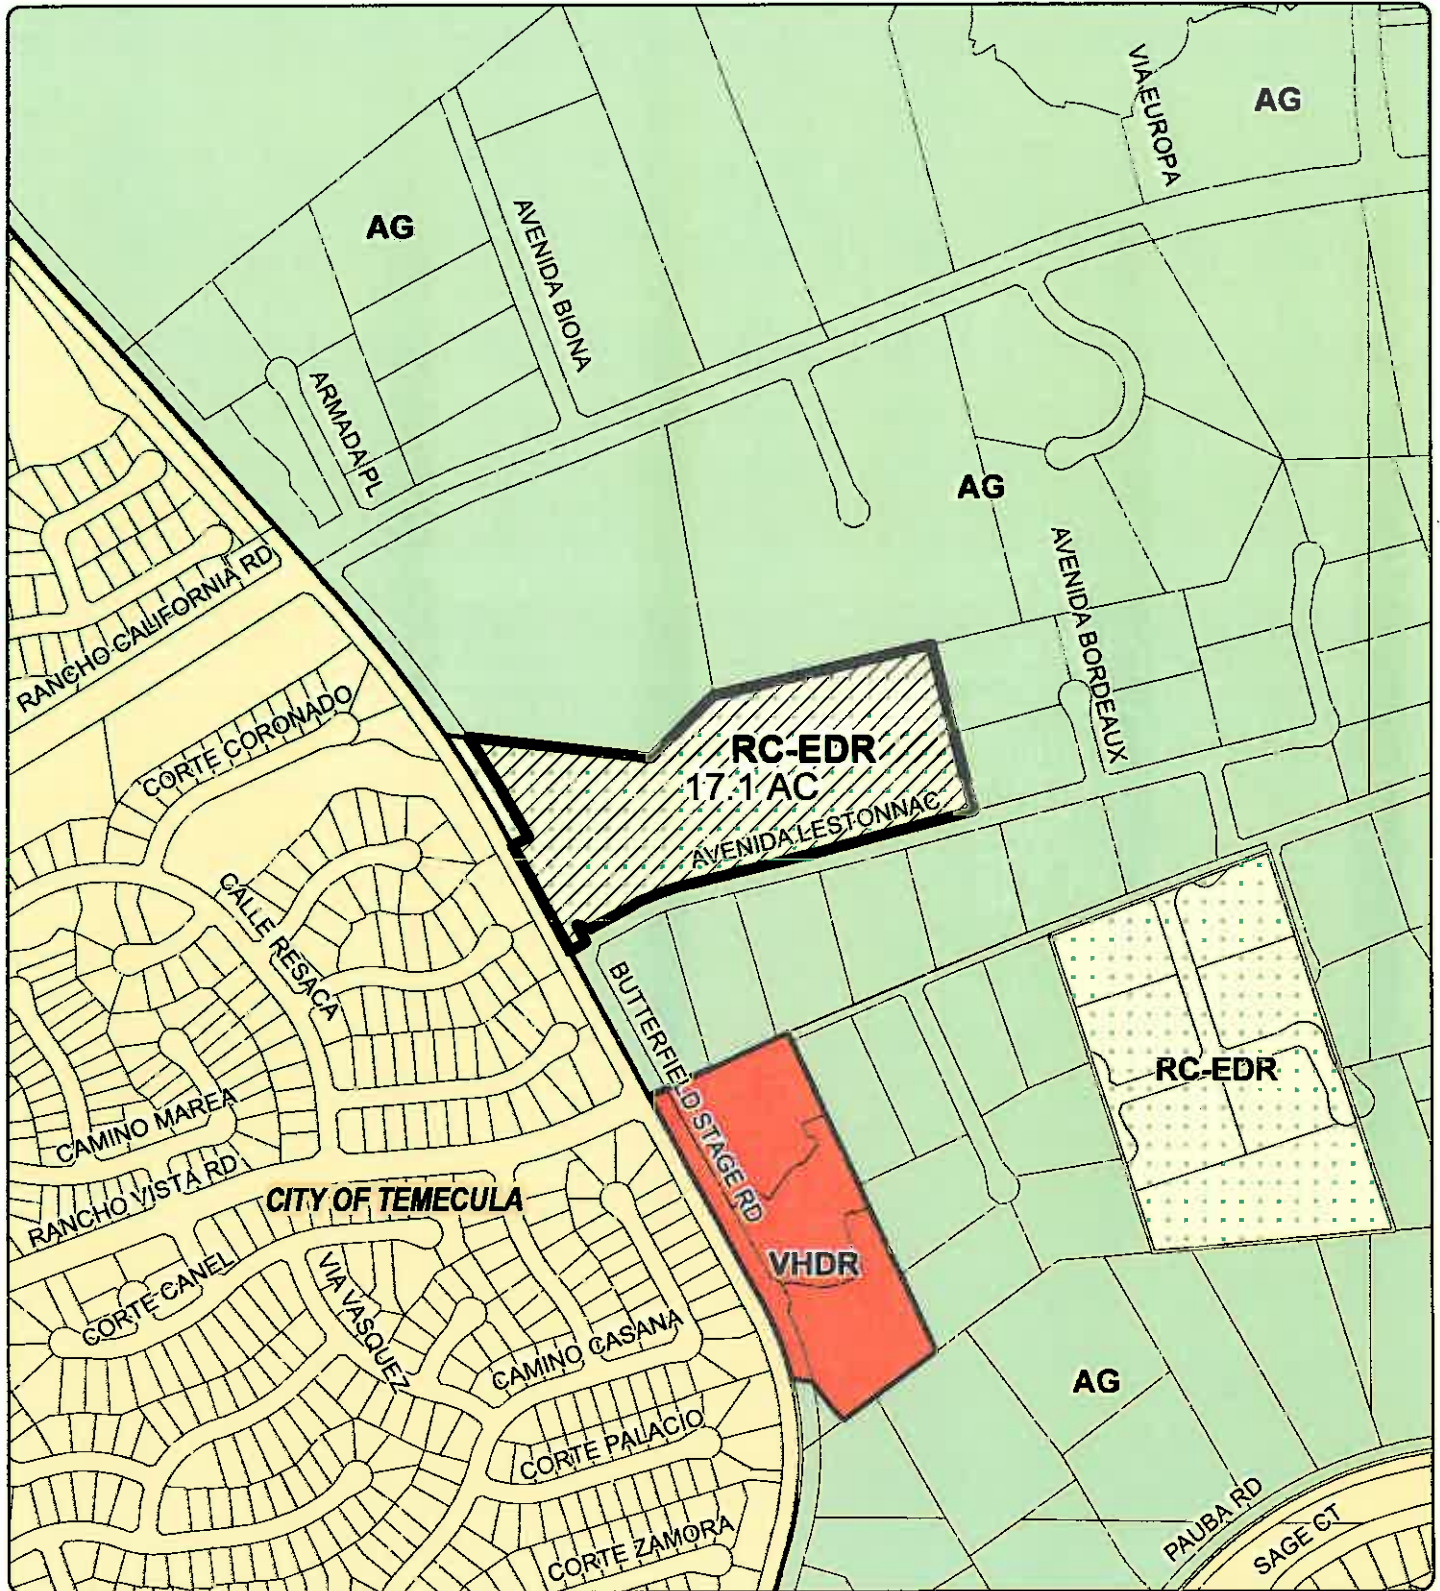 VIA EUROPA
AG
AG
AVENIDA BIONA
ARMADA PL
AG
AVENIDA BORDEAUX
RANCHO CALIFORNIA RD
CORTE CORONADO
RC-EDR
17.1 AC
AVENIDA LESTONNAC
CALLE RESACA
BUTTERFIELD STAGE RD
RC-EDR
CAMINO MAREA
RANCHO VISTA RD
CITY OF TEMECULA
VHDR
CORTE CANEL
VIA VASQUEZ
CAMINO CASANA
AG
CORTE PALACIO
PAUBA RD
SAGE CT
CORTE ZAMORA